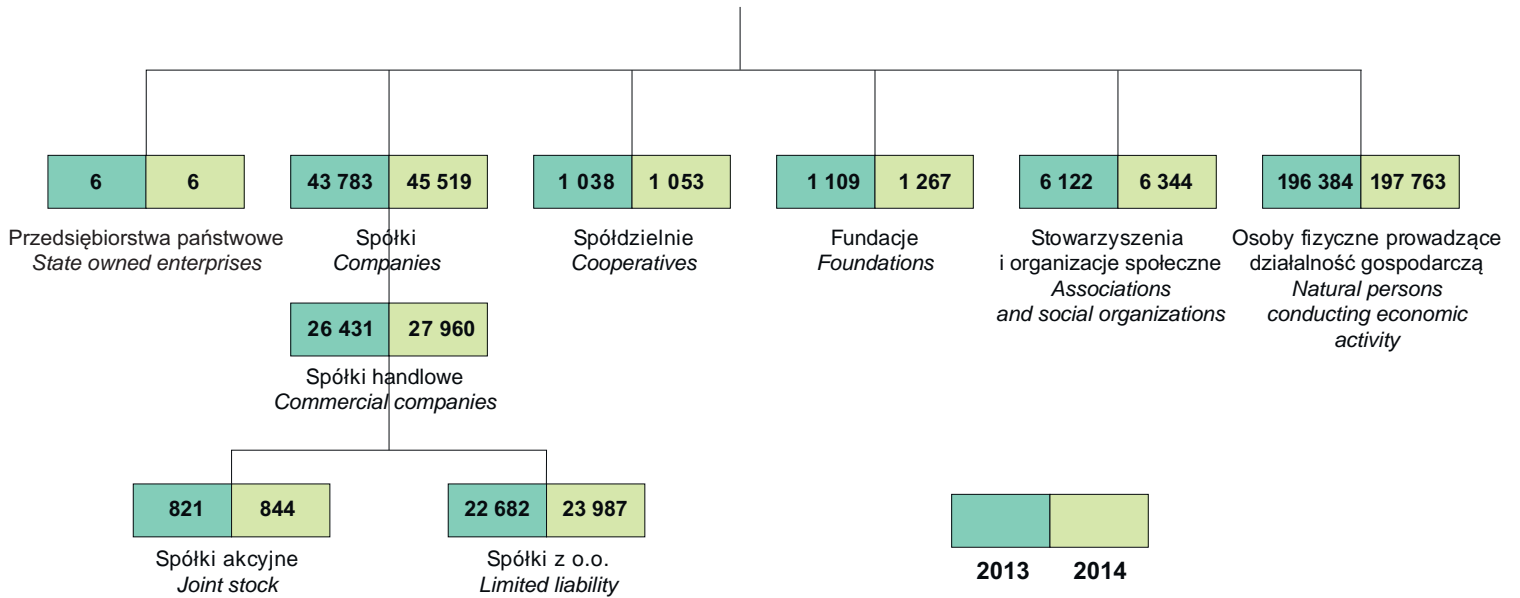 6 6
43 783 45 519
1 038 1 053
1 109 1 267
6 122 6 344
196 384 197 763
Przedsiębiorstwa państwowe
State owned enterprises
Spółki
Companies
Spółdzielnie
Cooperatives
Fundacje
Foundations
Stowarzyszenia
i organizacje społeczne
Associations
and social organizations
Osoby fizyczne prowadzące
działalność gospodarczą
Natural persons
conducting economic
activity
26 431 27 960
Spółki handlowe
Commercial companies
821 844
Spółki akcyjne
Joint stock
22 682 23 987
Spółki z o.o.
Limited liability
2013 2014